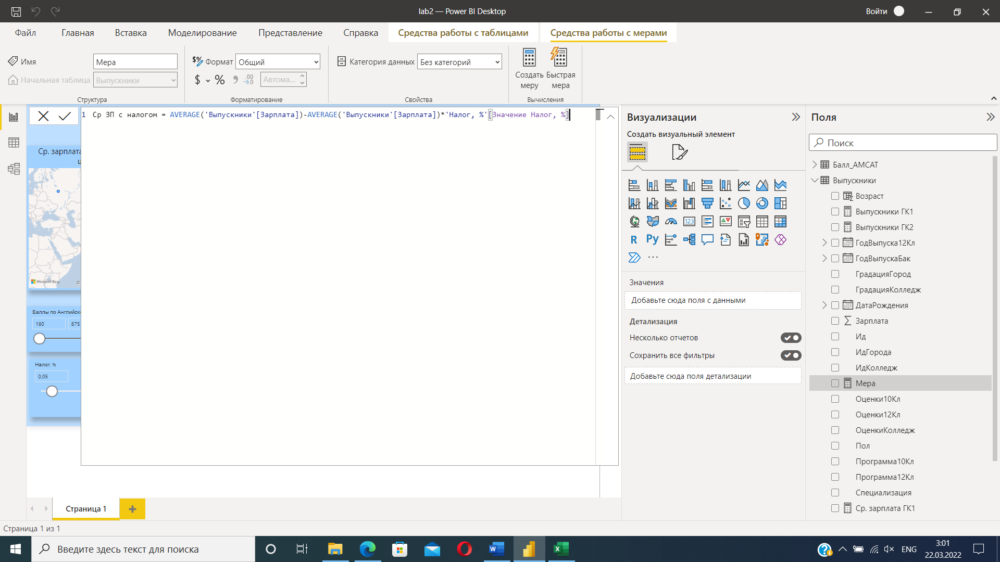 lab2 — Power BI Desktop
Войти
Файл
Главная
Вставка
Моделирование
Представление
Справка
Средства работы с таблицами
Средства работы с мерами
Имя
Мера
Начальная таблица
Выпускники
Структура
$% Формат
Общий
$ % 9 .00 →.0
Автома...
Форматирование
Категория данных
Без категорий
Свойства
Создать меру
Быстрая мера
Вычисления
1 Ср ЗП с налогом = AVERAGE('Выпускники'[Зарплата])-AVERAGE('Выпускники'[Зарплата])*'Налог, %'[Значение Налог, %]
Ср. зарплата
Microsoft Bing
©
Баллы по Английско
180
875
Налог, %
0,05
Визуализации
Создать визуальный элемент
123
R Py
...
Значения
Добавьте сюда поля с данными
Детализация
Несколько отчетов
Сохранить все фильтры
Добавьте сюда поля детализации
Поля
Поиск
Балл_АМСАТ
Выпускники
Возраст
Выпускники ГК1
Выпускники ГК2
ГодВыпуска12Кл
ГодВыпускаБак
ГрадацияГород
ГрадацияКолледж
ДатаРождения
Зарплата
Ид
ИдГорода
ИдКолледж
Мера
Оценки10Кл
Оценки12Кл
ОценкиКолледж
Пол
Программа10Кл
Программа12Кл
Специализация
Ср. зарплата ГК1
Страница 1
+
Страница 1 из 1
Введите здесь текст для поиска
ENG
3:01
22.03.2022